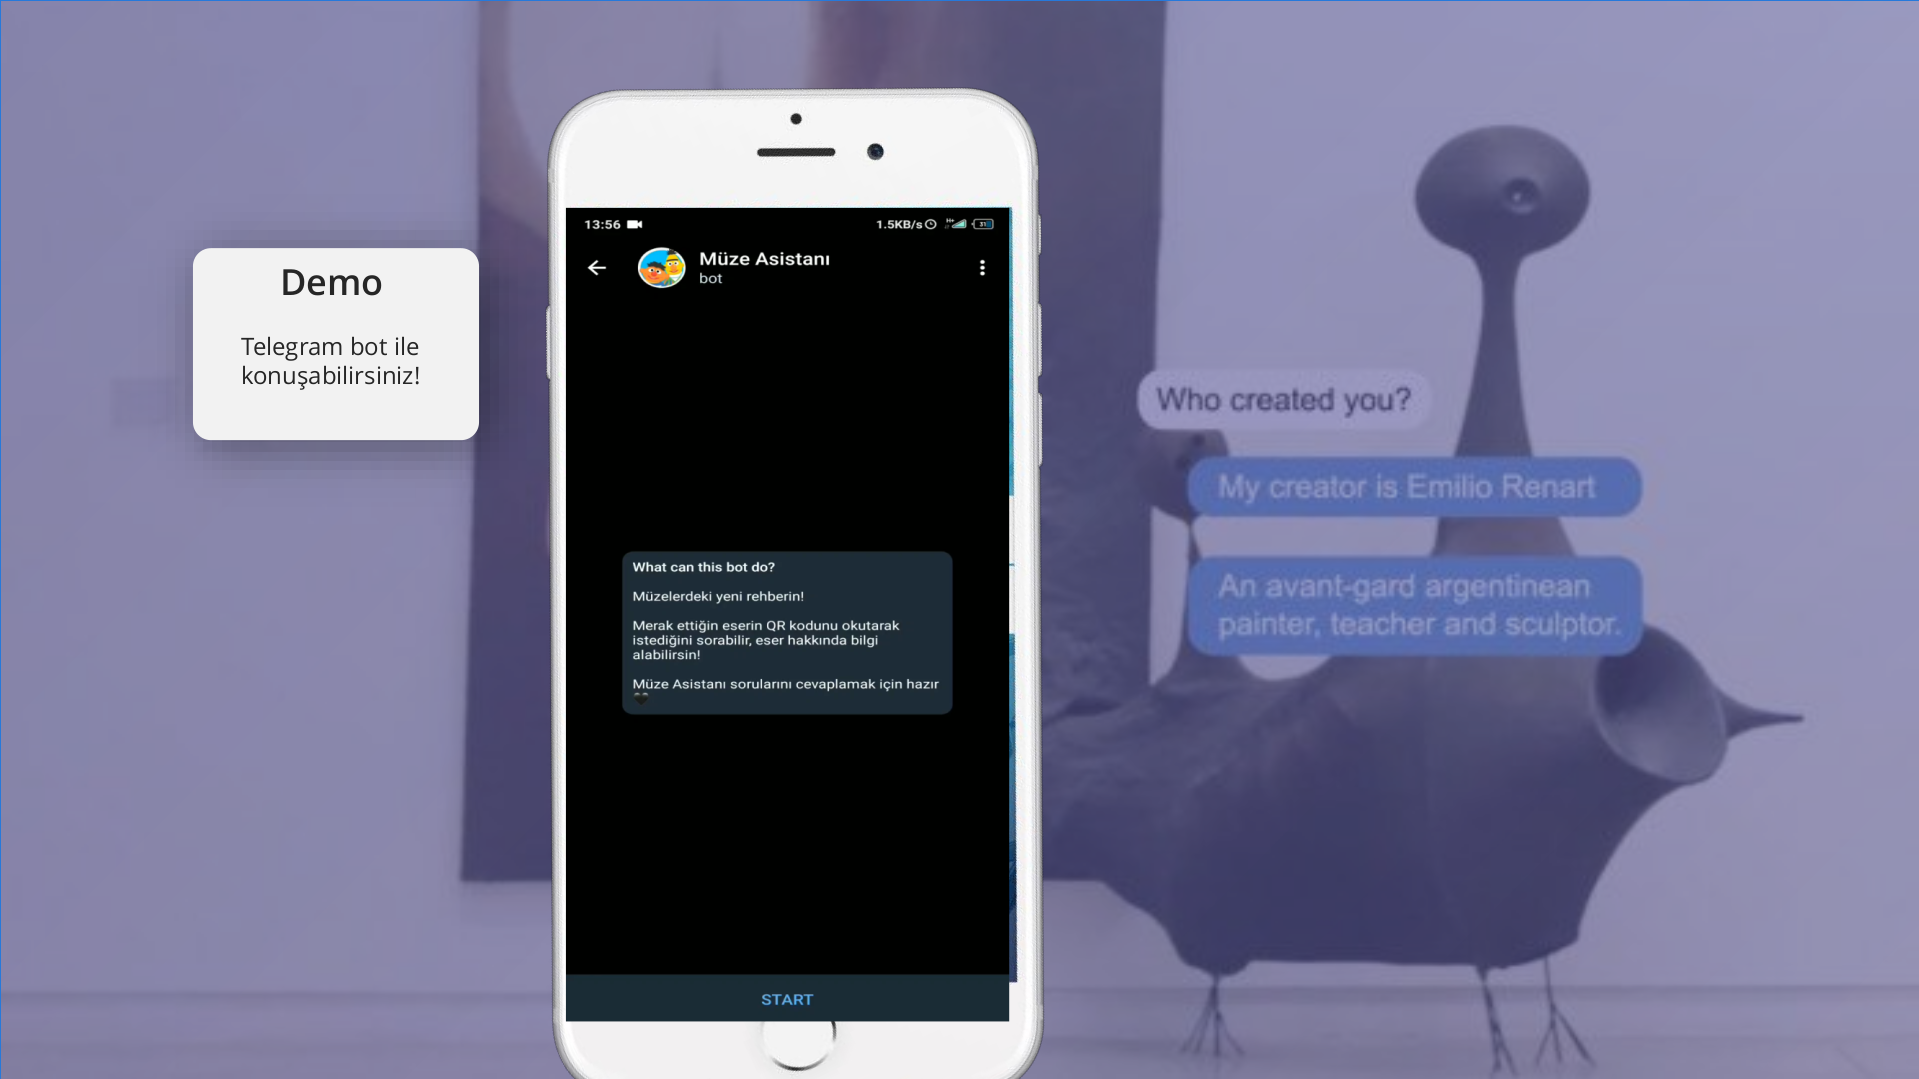 Demo
Telegram bot ile
konuşabilirsiniz!
13:56
1.5KB/s
H+
31
Müze Asistanı
bot
What can this bot do?
Müzelerdeki yeni rehberin!
Merak ettiğin eserin QR kodunu okutarak
istediğini sorabilir, eser hakkında bilgi
alabilirsin!
Müze Asistanı sorularını cevaplamak için hazır
🖤
START
Who created you?
My creator is Emilio Renart
An avant-gard argentinean
painter, teacher and sculptor.